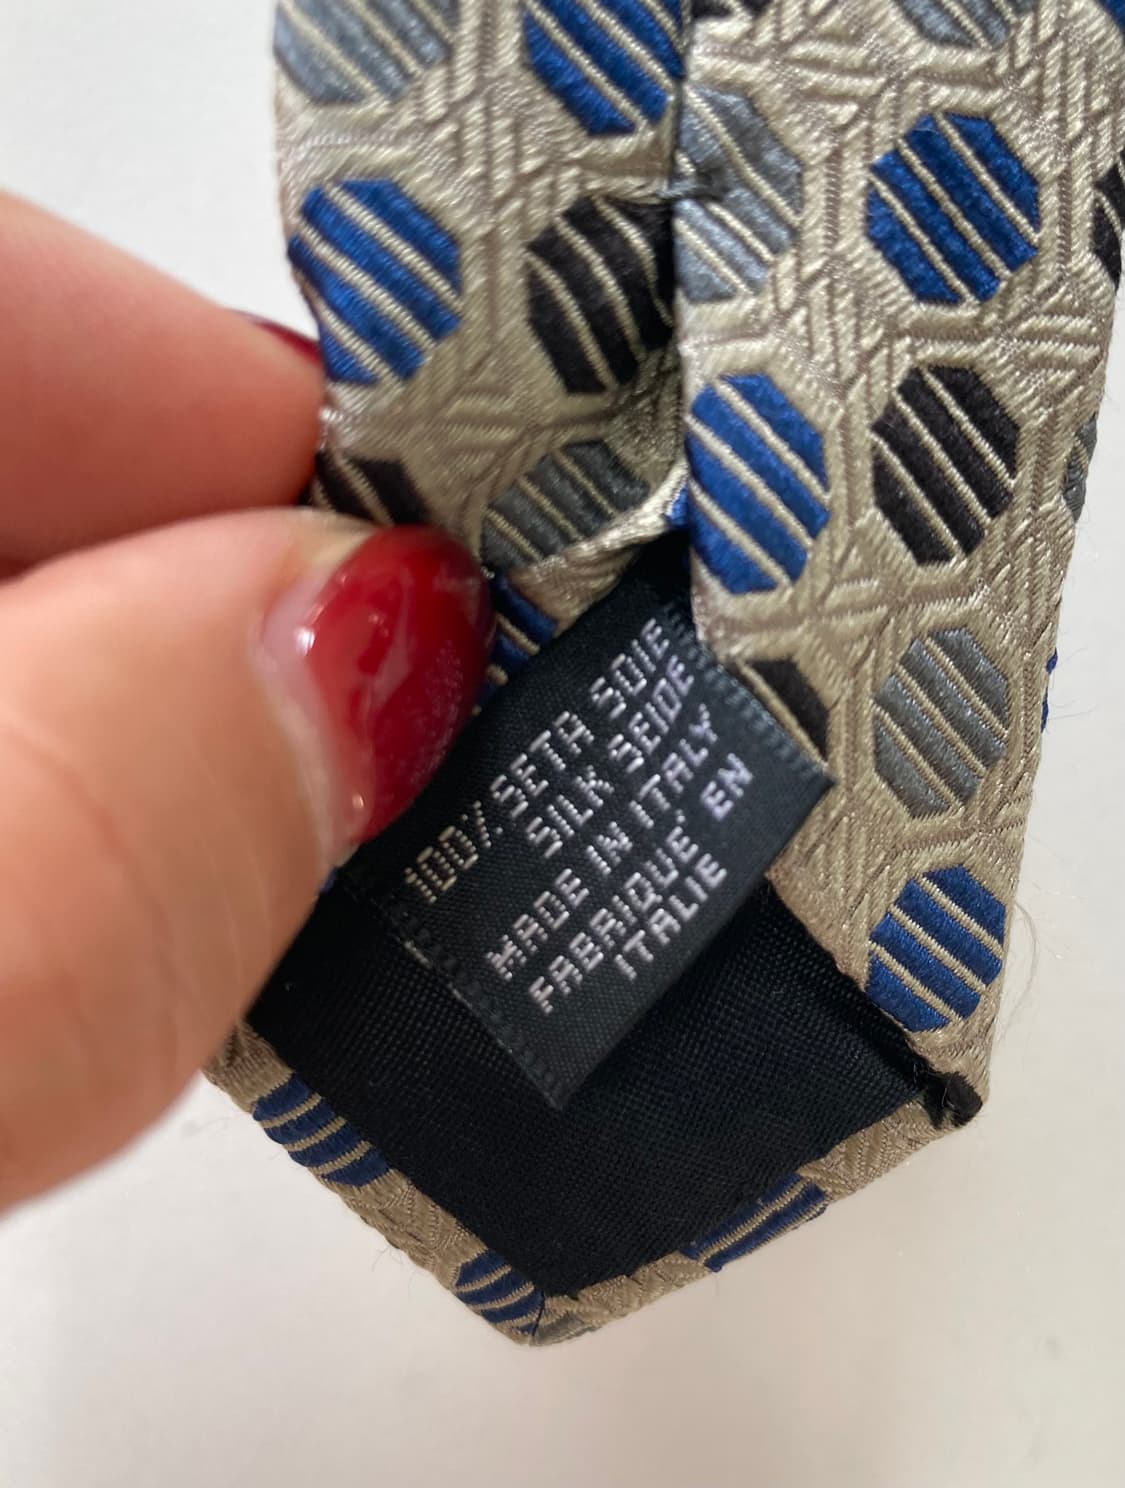 100% SETA SOIE
SILK SEIDE
MADE IN ITALY
FABRIQUE' EN
ITALIE